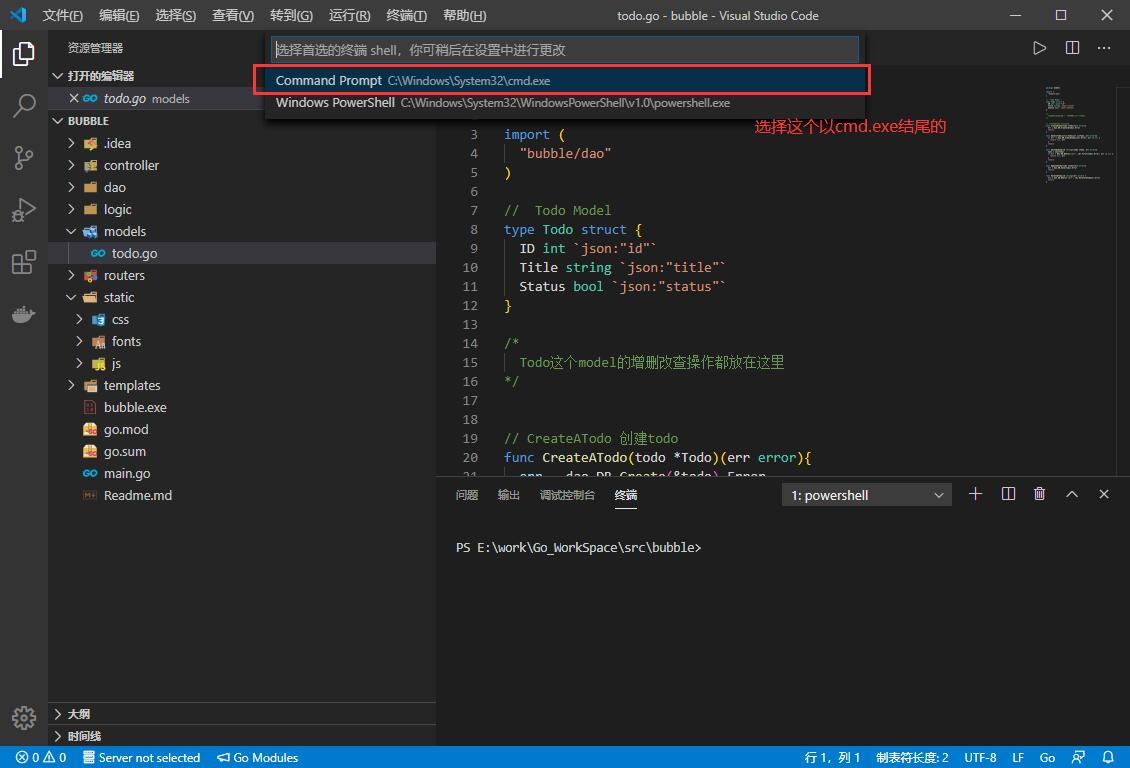 文件(F) 编辑(E) 选择(S) 查看(V) 转到(G) 运行(R) 终端(T) 帮助(H) todo.go - bubble - Visual Studio Code
资源管理器
选择首选的终端 shell，你可稍后在设置中进行更改
打开的编辑器
Command Prompt C:\Windows\System32\cmd.exe
todo.go models
Windows PowerShell C:\Windows\System32\WindowsPowerShell\v1.0\powershell.exe
选择这个以cmd.exe结尾的
BUBBLE
.idea
controller
dao
logic
models
todo.go
routers
static
css
fonts
js
templates
bubble.exe
go.mod
go.sum
main.go
Readme.md
大纲
时间线
3 import (
4 "bubble/dao"
5 )
6
7 //  Todo Model
8 type Todo struct {
9 ID int `json:"id"`
10 Title string `json:"title"`
11 Status bool `json:"status"`
12 }
13
14 /*
15 Todo这个model的增删改查操作都放在这里
16 */
17
18
19 // CreateATodo 创建todo
20 func CreateATodo(todo *Todo)(err error){
21 err = dao.DB.Create(&todo).Error
问题 输出 调试控制台 终端 1: powershell
PS E:\work\Go_WorkSpace\src\bubble>
0 0 Server not selected Go Modules 行 1，列 1 制表符长度: 2 UTF-8 LF Go